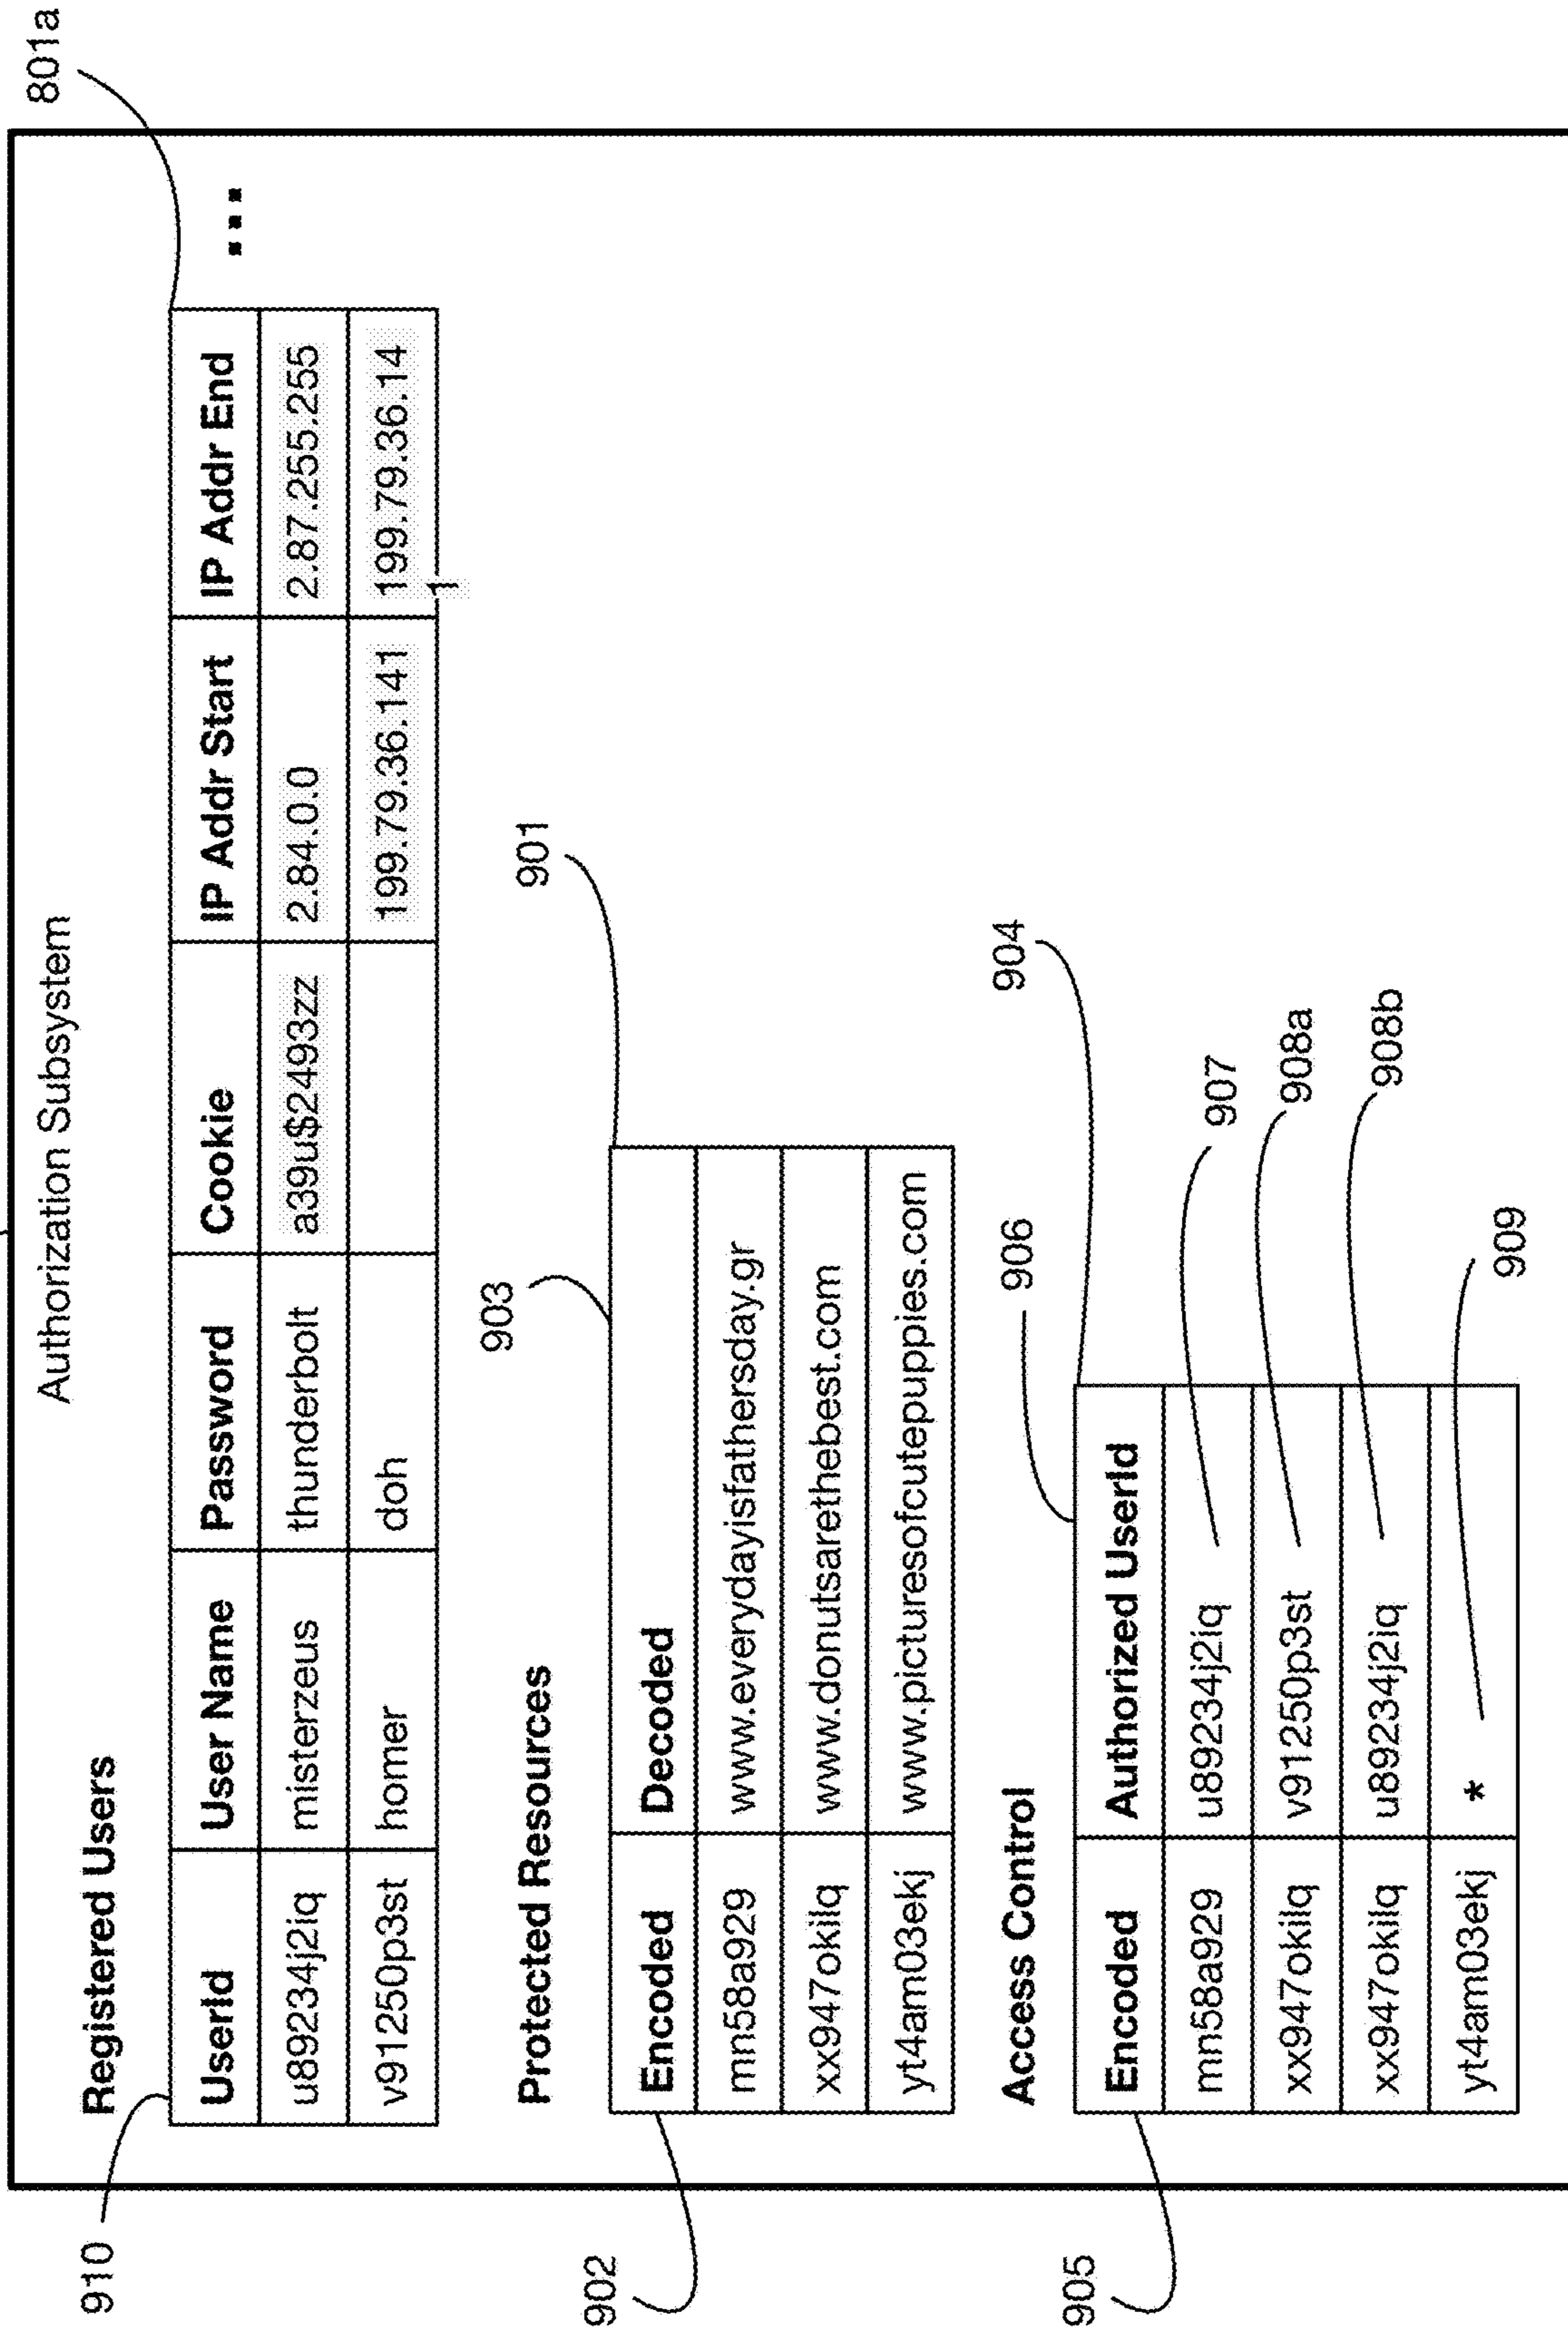 801a
Authorization Subsystem
910
Registered Users
UserId User Name Password Cookie IP Addr Start IP Addr End ...
u89234j2iq misterzeus thunderbolt a39u$2493zz 2.84.0.0 2.87.255.255
v91250p3st homer doh 199.79.36.141 199.79.36.14
1
903
901
Protected Resources
902
Encoded Decoded
mn58a929 www.everydayisfathersday.gr
xx947okilq www.donutsarethebest.com
yt4am03ekj www.picturesofcutepuppies.com
906
904
Access Control
905
Encoded Authorized UserId
mn58a929 u89234j2iq 907
xx947okilq v91250p3st 908a
xx947okilq u89234j2iq 908b
yt4am03ekj *
909